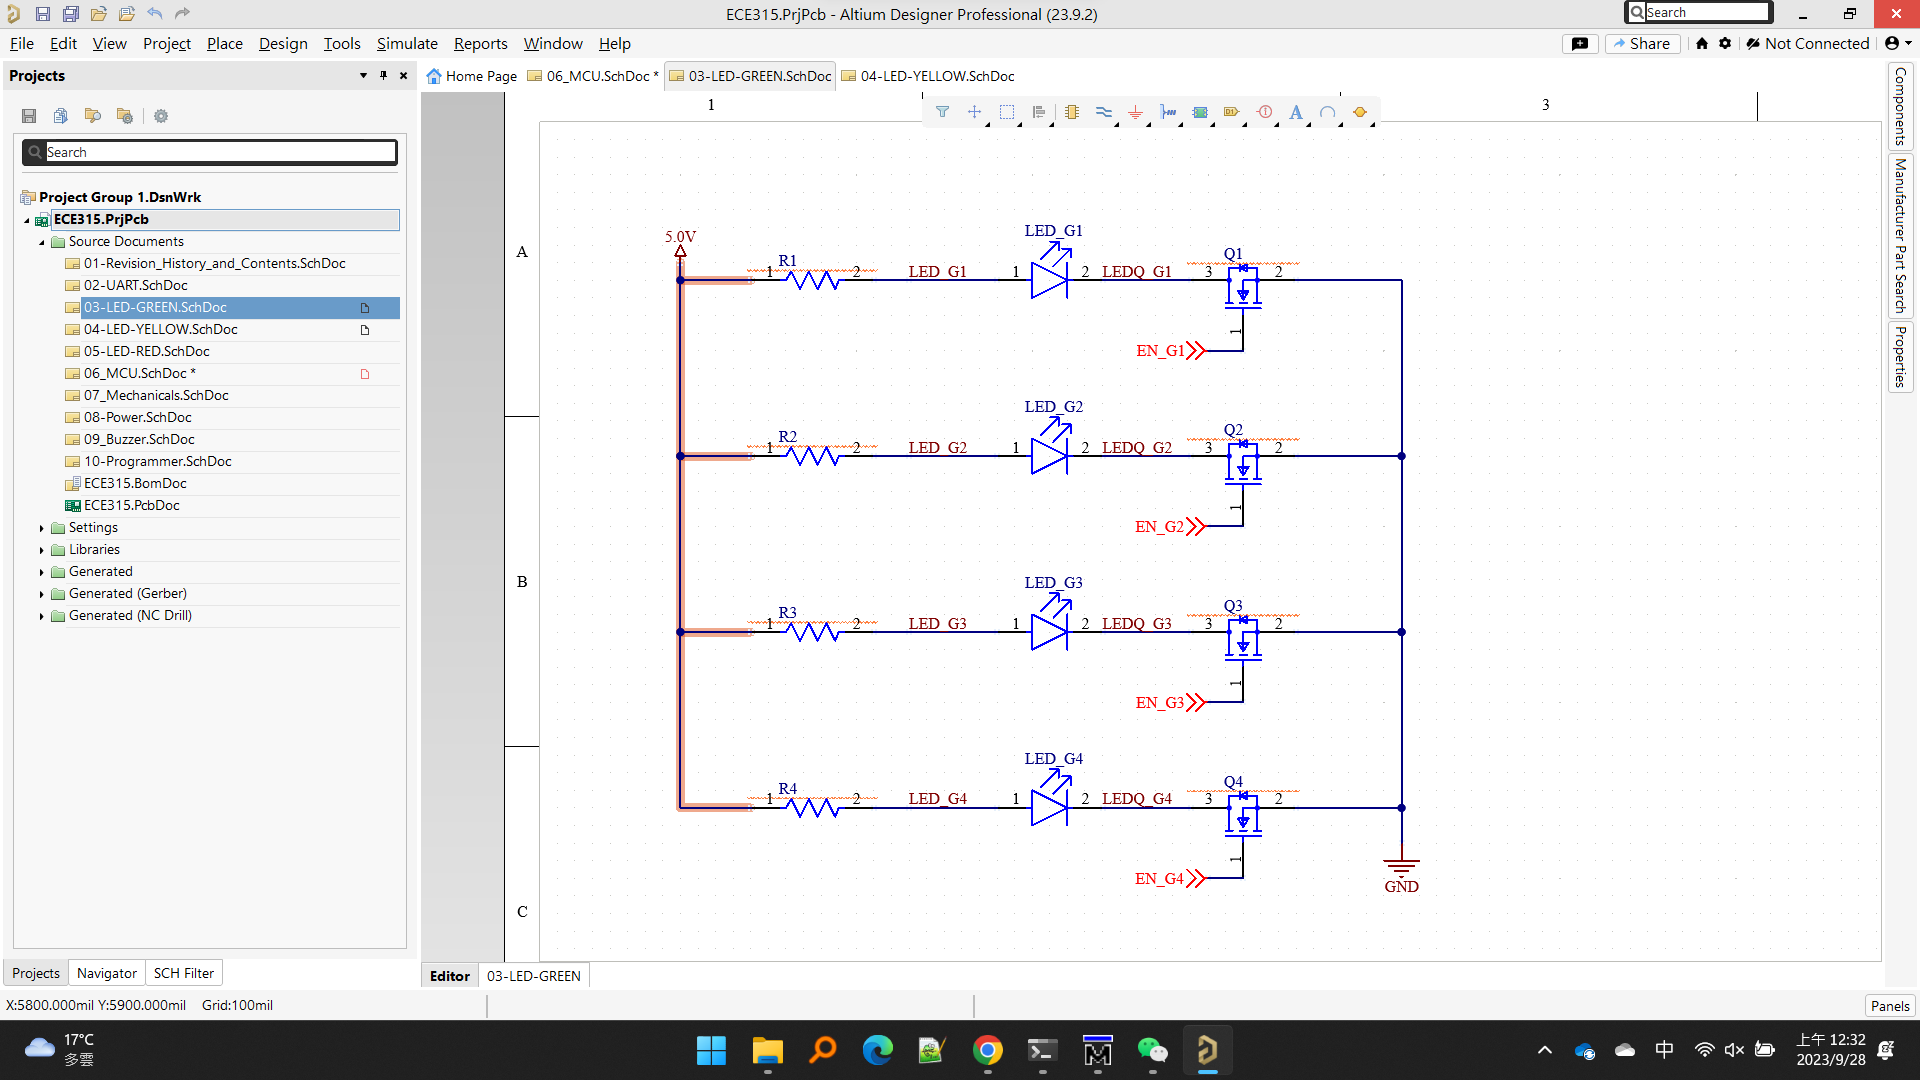 ECE315.PrjPcb - Altium Designer Professional (23.9.2)
Search
File Edit View Project Place Design Tools Simulate Reports Window Help
Share
Not Connected
Projects
Home Page
06_MCU.SchDoc *
03-LED-GREEN.SchDoc
04-LED-YELLOW.SchDoc
Search
Project Group 1.DsnWrk
ECE315.PrjPcb
Source Documents
01-Revision_History_and_Contents.SchDoc
02-UART.SchDoc
03-LED-GREEN.SchDoc
04-LED-YELLOW.SchDoc
05-LED-RED.SchDoc
06_MCU.SchDoc *
07_Mechanicals.SchDoc
08-Power.SchDoc
09_Buzzer.SchDoc
10-Programmer.SchDoc
ECE315.BomDoc
ECE315.PcbDoc
Settings
Libraries
Generated
Generated (Gerber)
Generated (NC Drill)
Projects Navigator SCH Filter
1 3
A
B
C
5.0V
R1 1 2 LED_G1 LED_G1 1 2 LEDQ_G1 Q1 3 2 1
EN_G1
R2 1 2 LED_G2 LED_G2 1 2 LEDQ_G2 Q2 3 2 1
EN_G2
R3 1 2 LED_G3 LED_G3 1 2 LEDQ_G3 Q3 3 2 1
EN_G3
R4 1 2 LED_G4 LED_G4 1 2 LEDQ_G4 Q4 3 2 1
EN_G4
GND
Components
Manufacturer Part Search
Properties
Editor 03-LED-GREEN
X:5800.000mil Y:5900.000mil Grid:100mil
Panels
17°C
多雲
中
上午 12:32
2023/9/28